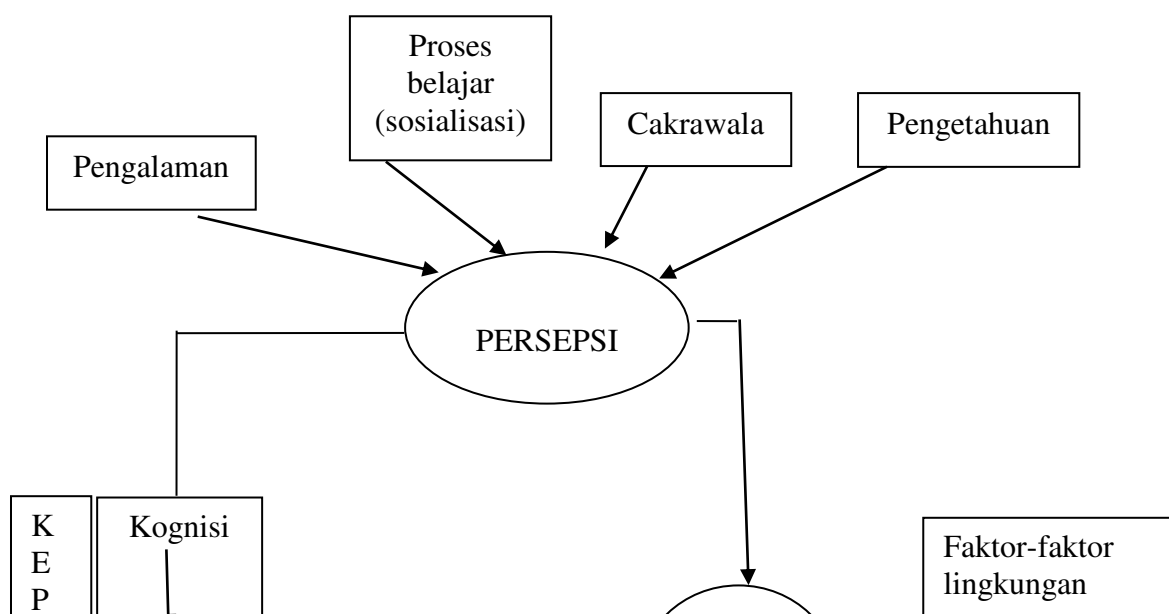 Proses
belajar
(sosialisasi)
Cakrawala
Pengetahuan
Pengalaman
PERSEPSI
K
E
P
Kognisi
Faktor-faktor
lingkungan